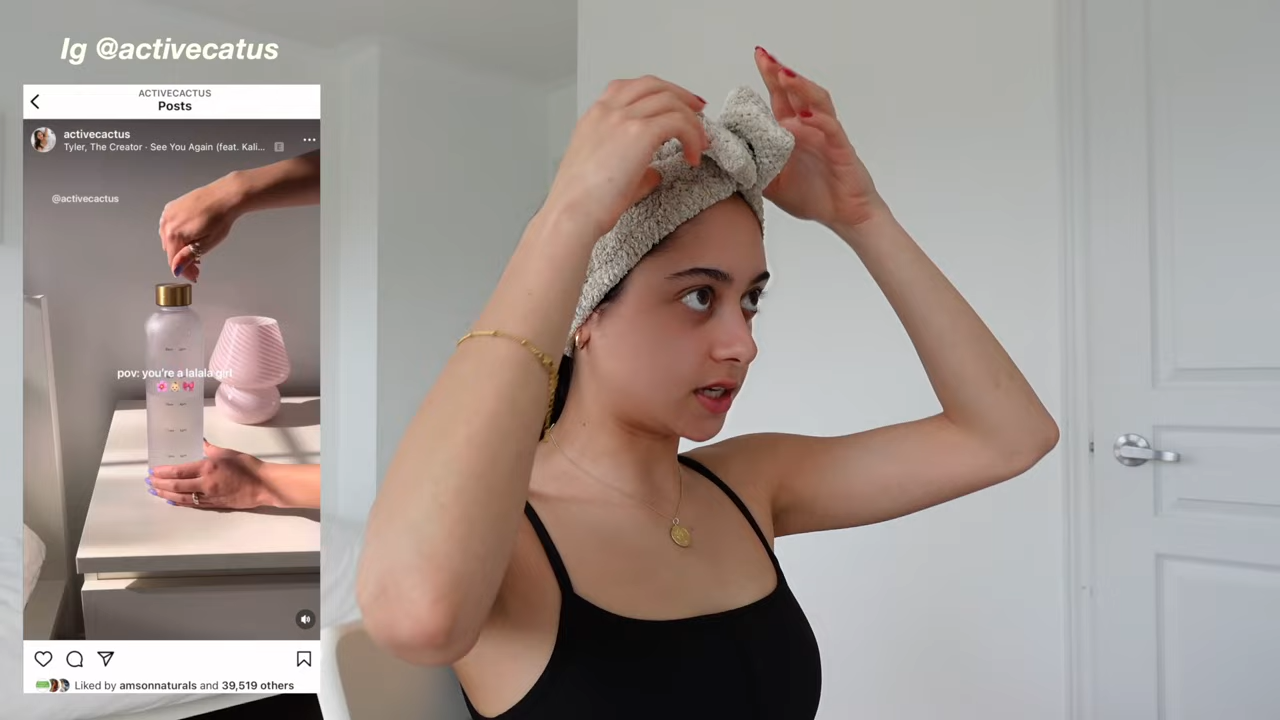 Ig @activecatus
ACTIVECACTUS
Posts
activecactus
Tyler, The Creator · See You Again (feat. Kali...
E
@activecactus
pov: you're a lalala girl
🌸👶🏻🎀
Liked by amsonnaturals and 39,519 others